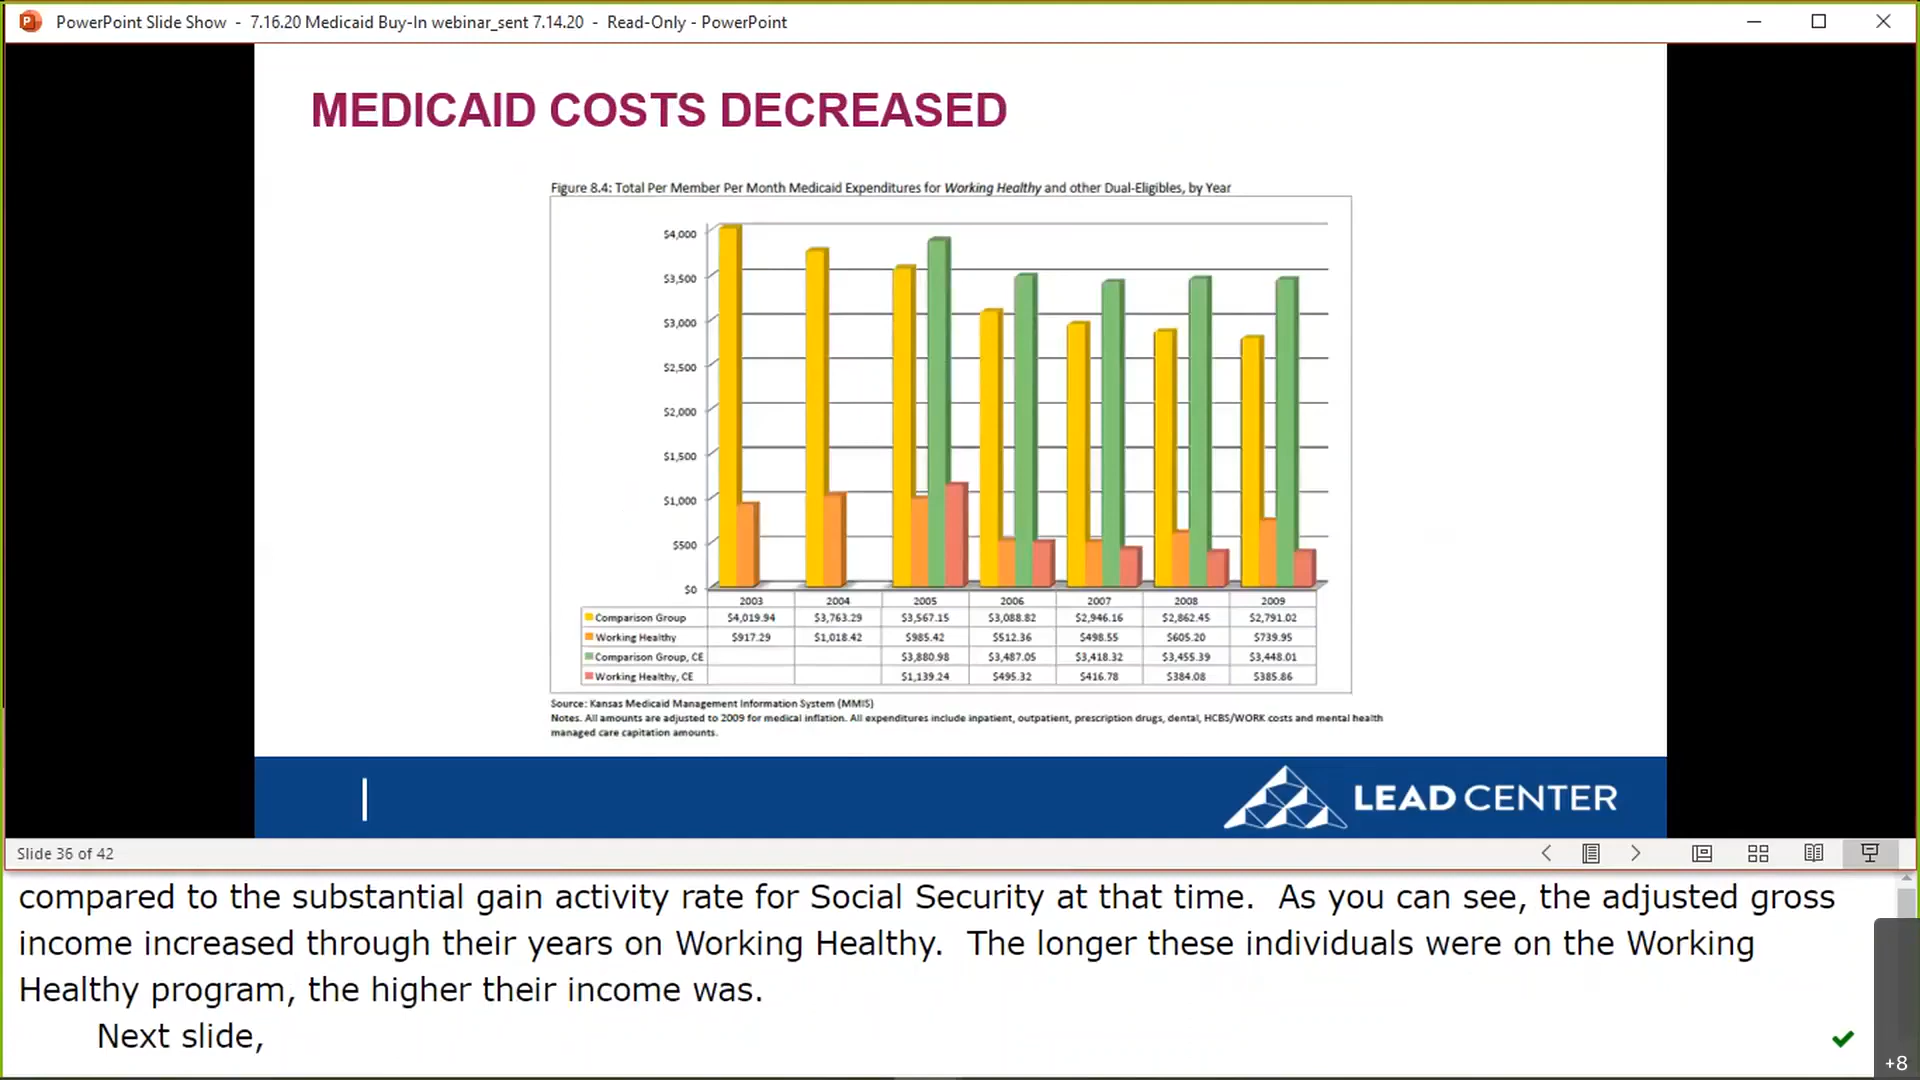 PowerPoint Slide Show - 7.16.20 Medicaid Buy-In webinar_sent 7.14.20 - Read-Only - PowerPoint
MEDICAID COSTS DECREASED
Figure 8.4: Total Per Member Per Month Medicaid Expenditures for Working Healthy and other Dual-Eligibles, by Year
$4,000
$3,500
$3,000
$2,500
$2,000
$1,500
$1,000
$500
$0
2003 2004 2005 2006 2007 2008 2009
Comparison Group $4,019.94 $3,763.29 $3,567.15 $3,088.82 $2,946.16 $2,862.45 $2,791.02
Working Healthy $917.29 $1,018.42 $985.42 $512.36 $498.55 $605.20 $739.95
Comparison Group, CE $3,880.98 $3,487.05 $3,418.32 $3,455.39 $3,448.01
Working Healthy, CE $1,139.24 $495.32 $416.78 $384.08 $385.86
Source: Kansas Medicaid Management Information System (MMIS)
Notes. All amounts are adjusted to 2009 for medical inflation. All expenditures include inpatient, outpatient, prescription drugs, dental, HCBS/WORK costs and mental health
managed care capitation amounts.
LEAD CENTER
Slide 36 of 42
compared to the substantial gain activity rate for Social Security at that time. As you can see, the adjusted gross
income increased through their years on Working Healthy. The longer these individuals were on the Working
Healthy program, the higher their income was.
Next slide,
+8